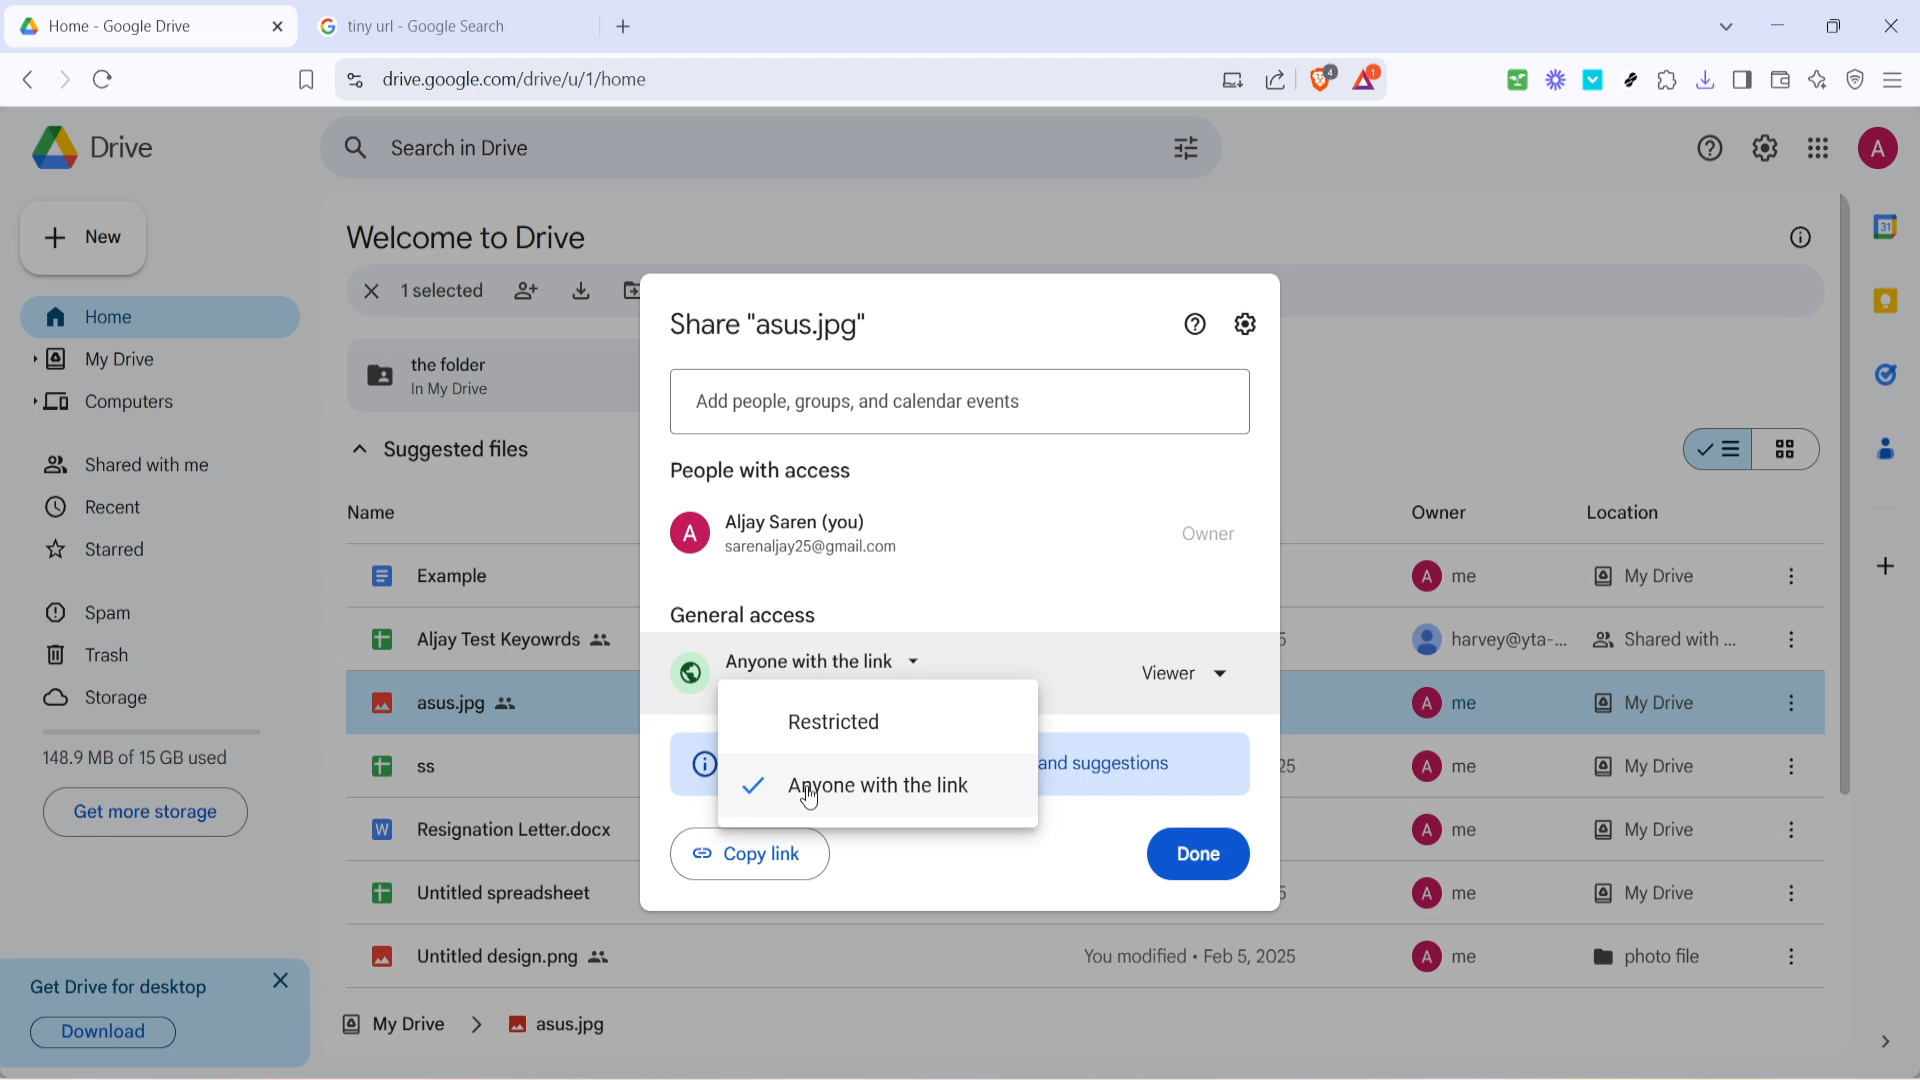 Home - Google Drive
tiny url - Google Search
drive.google.com/drive/u/1/home
4
1
Drive
Search in Drive
A
New
Welcome to Drive
31
1 selected
Home
My Drive
Computers
Shared with me
Recent
Starred
Spam
Trash
Storage
148.9 MB of 15 GB used
Get more storage
Get Drive for desktop
Download
the folder
In My Drive
Suggested files
Name
Owner
Location
Example
A me
My Drive
Aljay Test Keyowrds
5
harvey@yta-...
Shared with ...
asus.jpg
A me
My Drive
ss
25
A me
My Drive
W Resignation Letter.docx
A me
My Drive
Untitled spreadsheet
5
A me
My Drive
Untitled design.png
You modified • Feb 5, 2025
A me
photo file
My Drive
asus.jpg
Share "asus.jpg"
Add people, groups, and calendar events
People with access
A
Aljay Saren (you)
sarenaljay25@gmail.com
Owner
General access
Anyone with the link
Viewer
Restricted
Anyone with the link
and suggestions
Copy link
Done